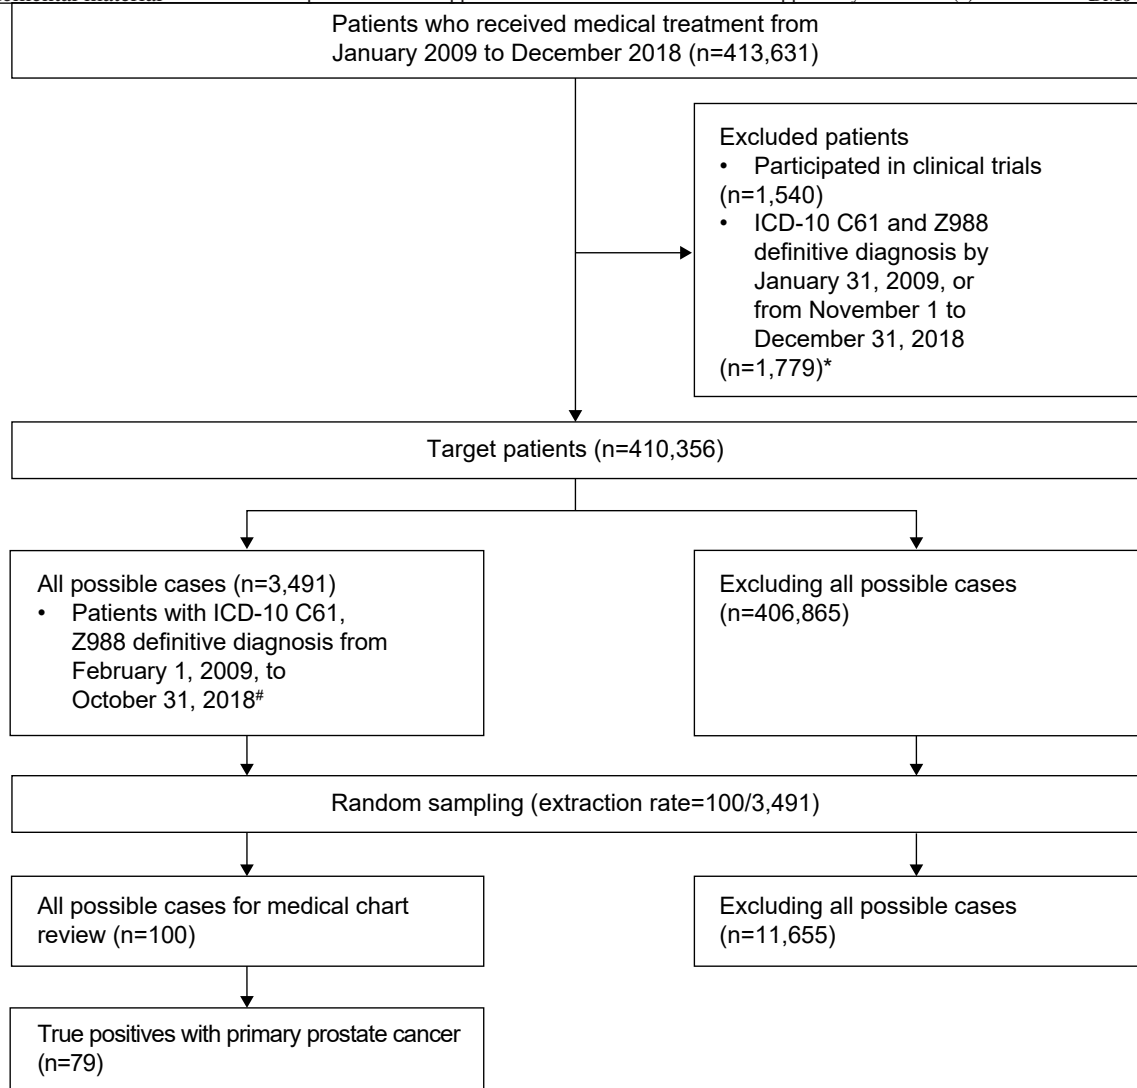 Patients who received medical treatment from
January 2009 to December 2018 (n=413,631)
Excluded patients
• Participated in clinical trials
(n=1,540)
• ICD-10 C61 and Z988
definitive diagnosis by
January 31, 2009, or
from November 1 to
December 31, 2018
(n=1,779)*
Target patients (n=410,356)
All possible cases (n=3,491)
• Patients with ICD-10 C61,
Z988 definitive diagnosis from
February 1, 2009, to
October 31, 2018#
Excluding all possible cases
(n=406,865)
Random sampling (extraction rate=100/3,491)
All possible cases for medical chart
review (n=100)
Excluding all possible cases
(n=11,655)
True positives with primary prostate cancer
(n=79)